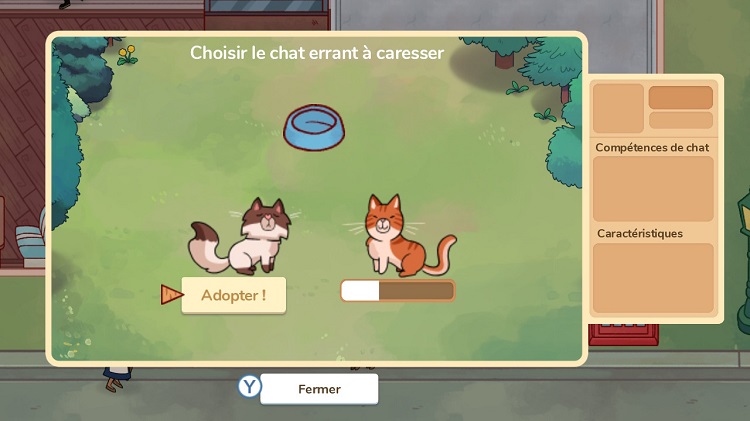 Choisir le chat errant à caresser
Compétences de chat
Caractéristiques
Adopter !
Y Fermer